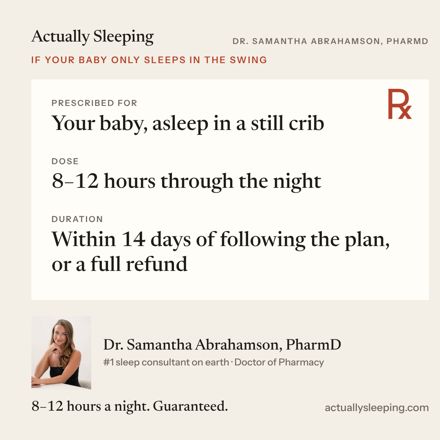 Actually Sleeping
DR. SAMANTHA ABRAHAMSON, PHARMD
IF YOUR BABY ONLY SLEEPS IN THE SWING
Rx
PRESCRIBED FOR
Your baby, asleep in a still crib
DOSE
8–12 hours through the night
DURATION
Within 14 days of following the plan,
or a full refund
Dr. Samantha Abrahamson, PharmD
#1 sleep consultant on earth · Doctor of Pharmacy
8–12 hours a night. Guaranteed.
actuallysleeping.com